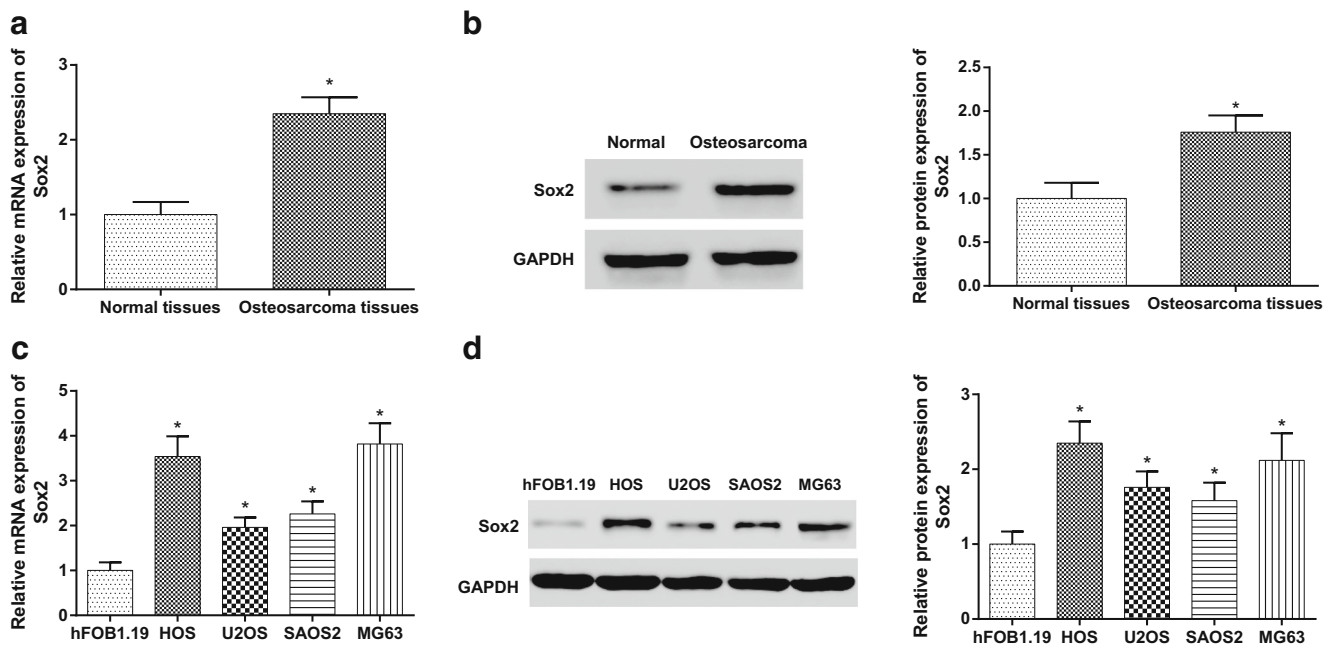 a
Relative mRNA expression of
Sox2
3
2
1
0
*
Normal tissues Osteosarcoma tissues
b
Normal Osteosarcoma
Sox2
GAPDH
Relative protein expression of
Sox2
2.5
2.0
1.5
1.0
0.5
0.0
*
Normal tissues Osteosarcoma tissues
c
Relative mRNA expression of
Sox2
5
4
3
2
1
0
* * * *
hFOB1.19 HOS U2OS SAOS2 MG63
d
hFOB1.19 HOS U2OS SAOS2 MG63
Sox2
GAPDH
Relative protein expression of
Sox2
3
2
1
0
* * * *
hFOB1.19 HOS U2OS SAOS2 MG63